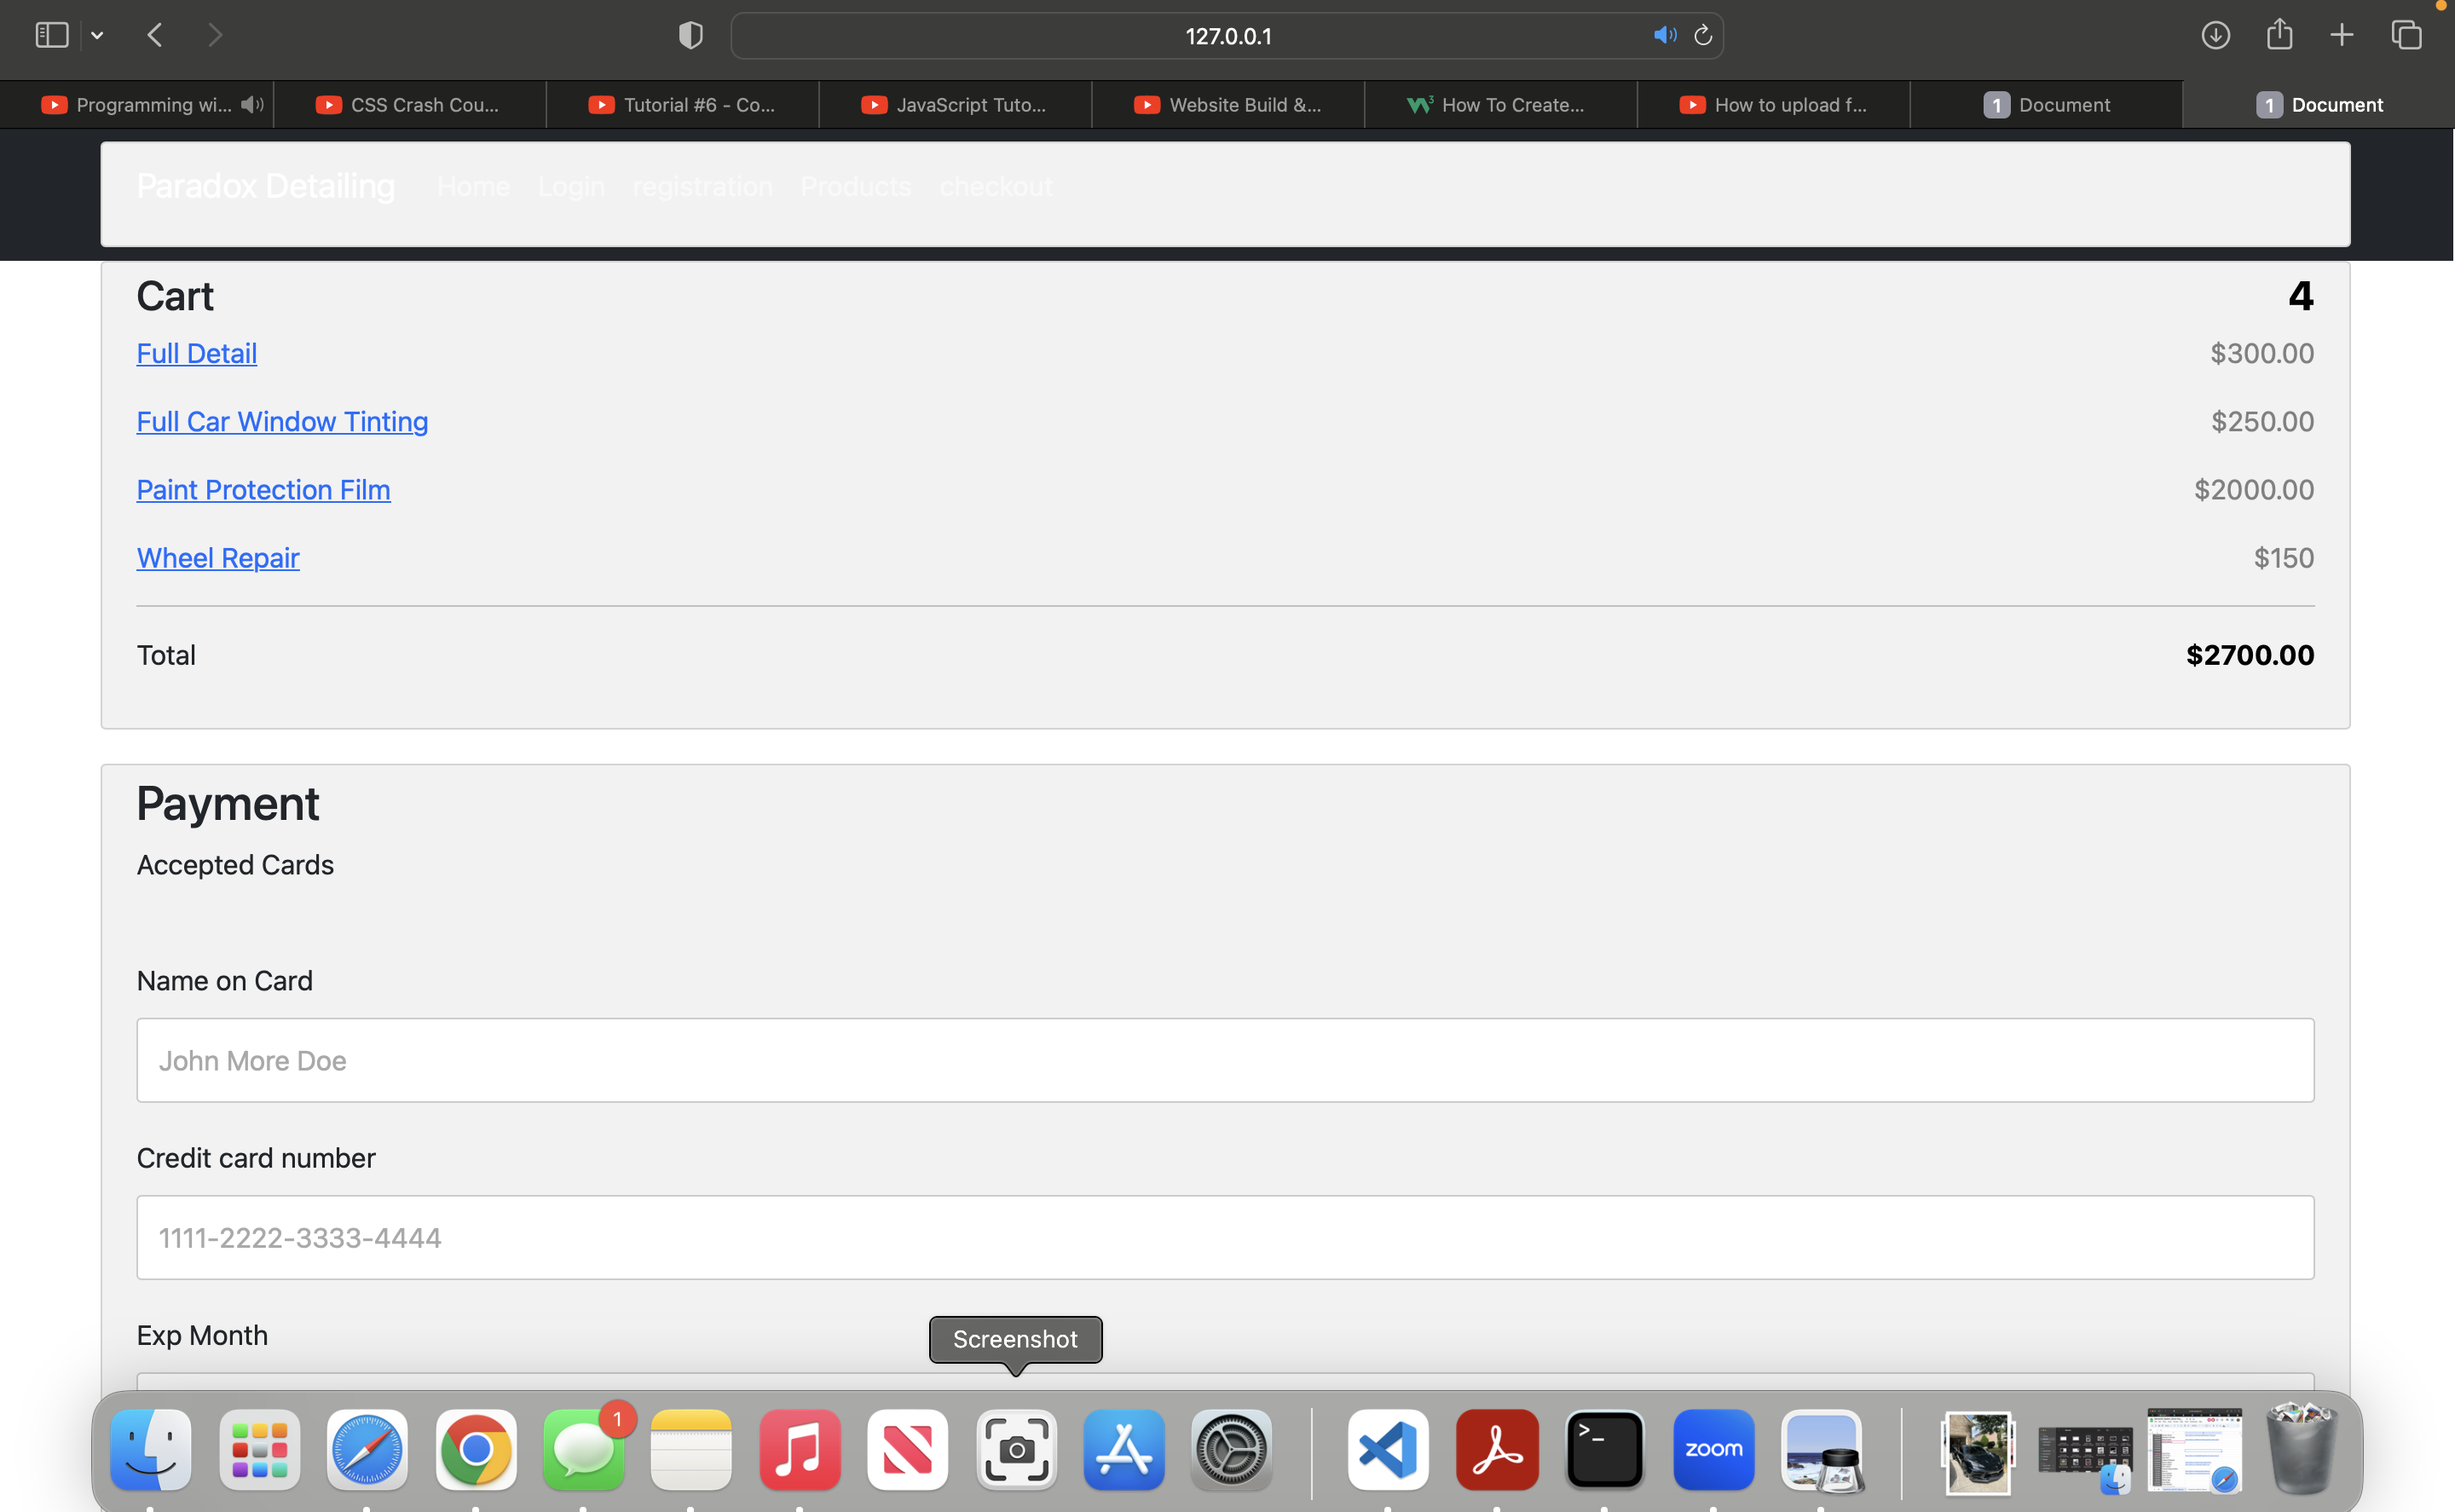 127.0.0.1
Programming wi...
CSS Crash Cou...
Tutorial #6 - Co...
JavaScript Tuto...
Website Build &...
How To Create...
How to upload f...
1 Document
1 Document
Paradox Detailing Home Login registration Products checkout
Cart 4
Full Detail $300.00
Full Car Window Tinting $250.00
Paint Protection Film $2000.00
Wheel Repair $150
Total $2700.00
Payment
Accepted Cards
Name on Card
John More Doe
Credit card number
1111-2222-3333-4444
Exp Month
Screenshot
1
zoom